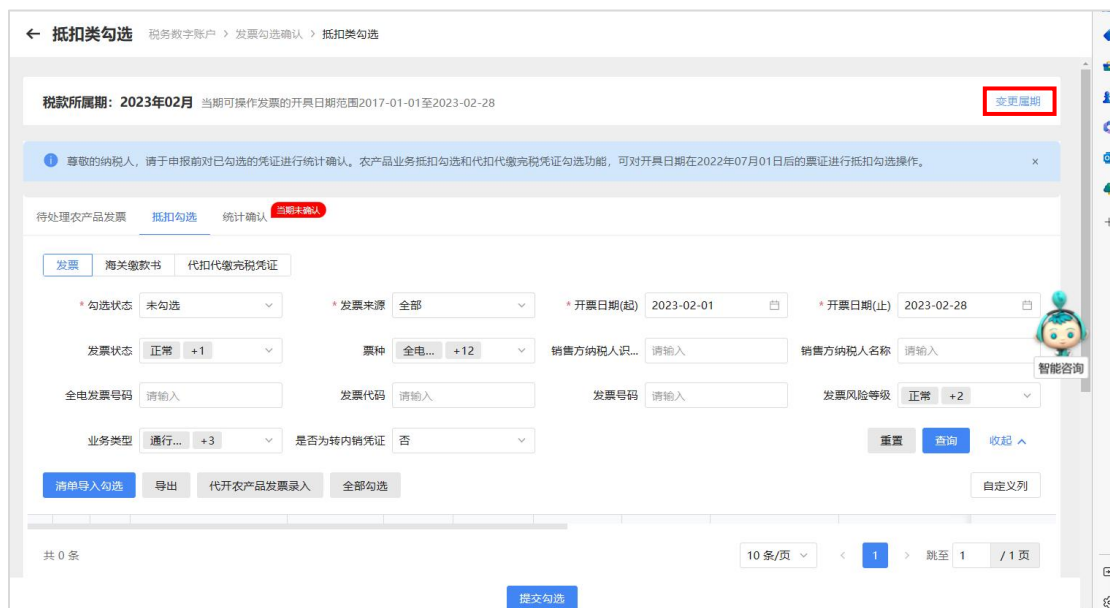 ← 抵扣类勾选 税务数字账户 > 发票勾选确认 > 抵扣类勾选
税款所属期：2023年02月 当期可操作发票的开具日期范围2017-01-01至2023-02-28 变更属期
尊敬的纳税人，请于申报前对已勾选的凭证进行统计确认。农产品业务抵扣勾选和代扣代缴完税凭证勾选功能，可对开具日期在2022年07月01日后的票证进行抵扣勾选操作。 ×
待处理农产品发票 抵扣勾选 统计确认 当期未确认
发票 海关缴款书 代扣代缴完税凭证
* 勾选状态 未勾选 * 发票来源 全部 * 开票日期(起) 2023-02-01 * 开票日期(止) 2023-02-28
发票状态 正常 +1 票种 全电... +12 销售方纳税人识... 请输入 销售方纳税人名称 请输入
智能咨询
全电发票号码 请输入 发票代码 请输入 发票号码 请输入 发票风险等级 正常 +2
业务类型 通行... +3 是否为转内销凭证 否 重置 查询 收起
清单导入勾选 导出 代开农产品发票录入 全部勾选 自定义列
共 0 条 10 条/页 < 1 > 跳至 1 / 1 页
提交勾选